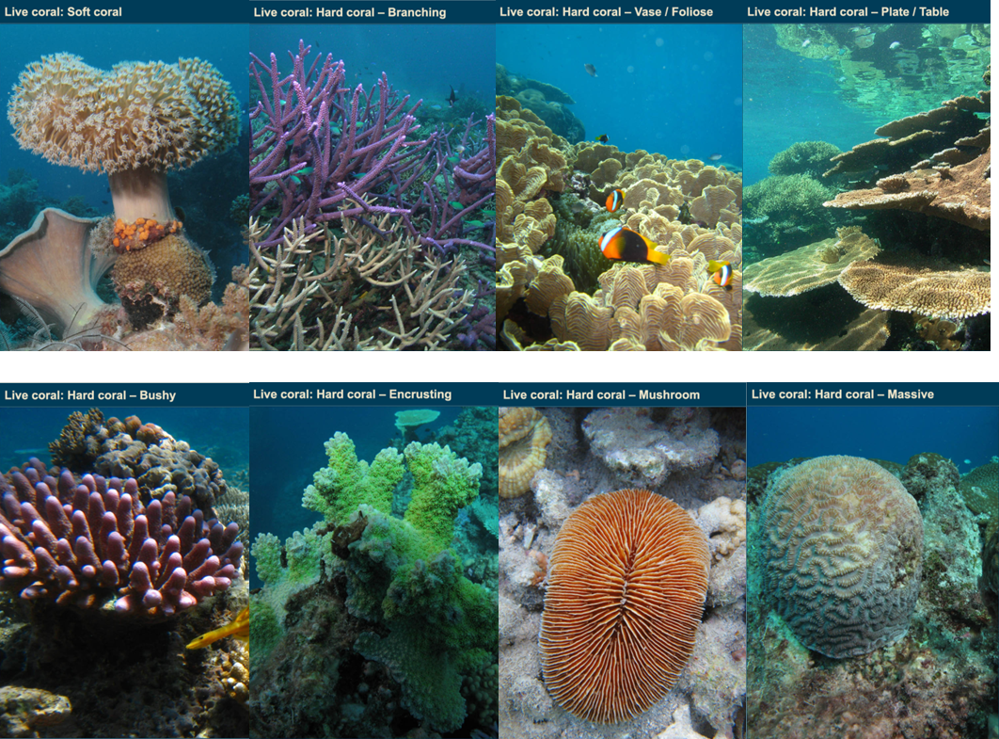 Live coral: Soft coral
Live coral: Hard coral – Branching
Live coral: Hard coral – Vase / Foliose
Live coral: Hard coral – Plate / Table
Live coral: Hard coral – Bushy
Live coral: Hard coral – Encrusting
Live coral: Hard coral – Mushroom
Live coral: Hard coral – Massive